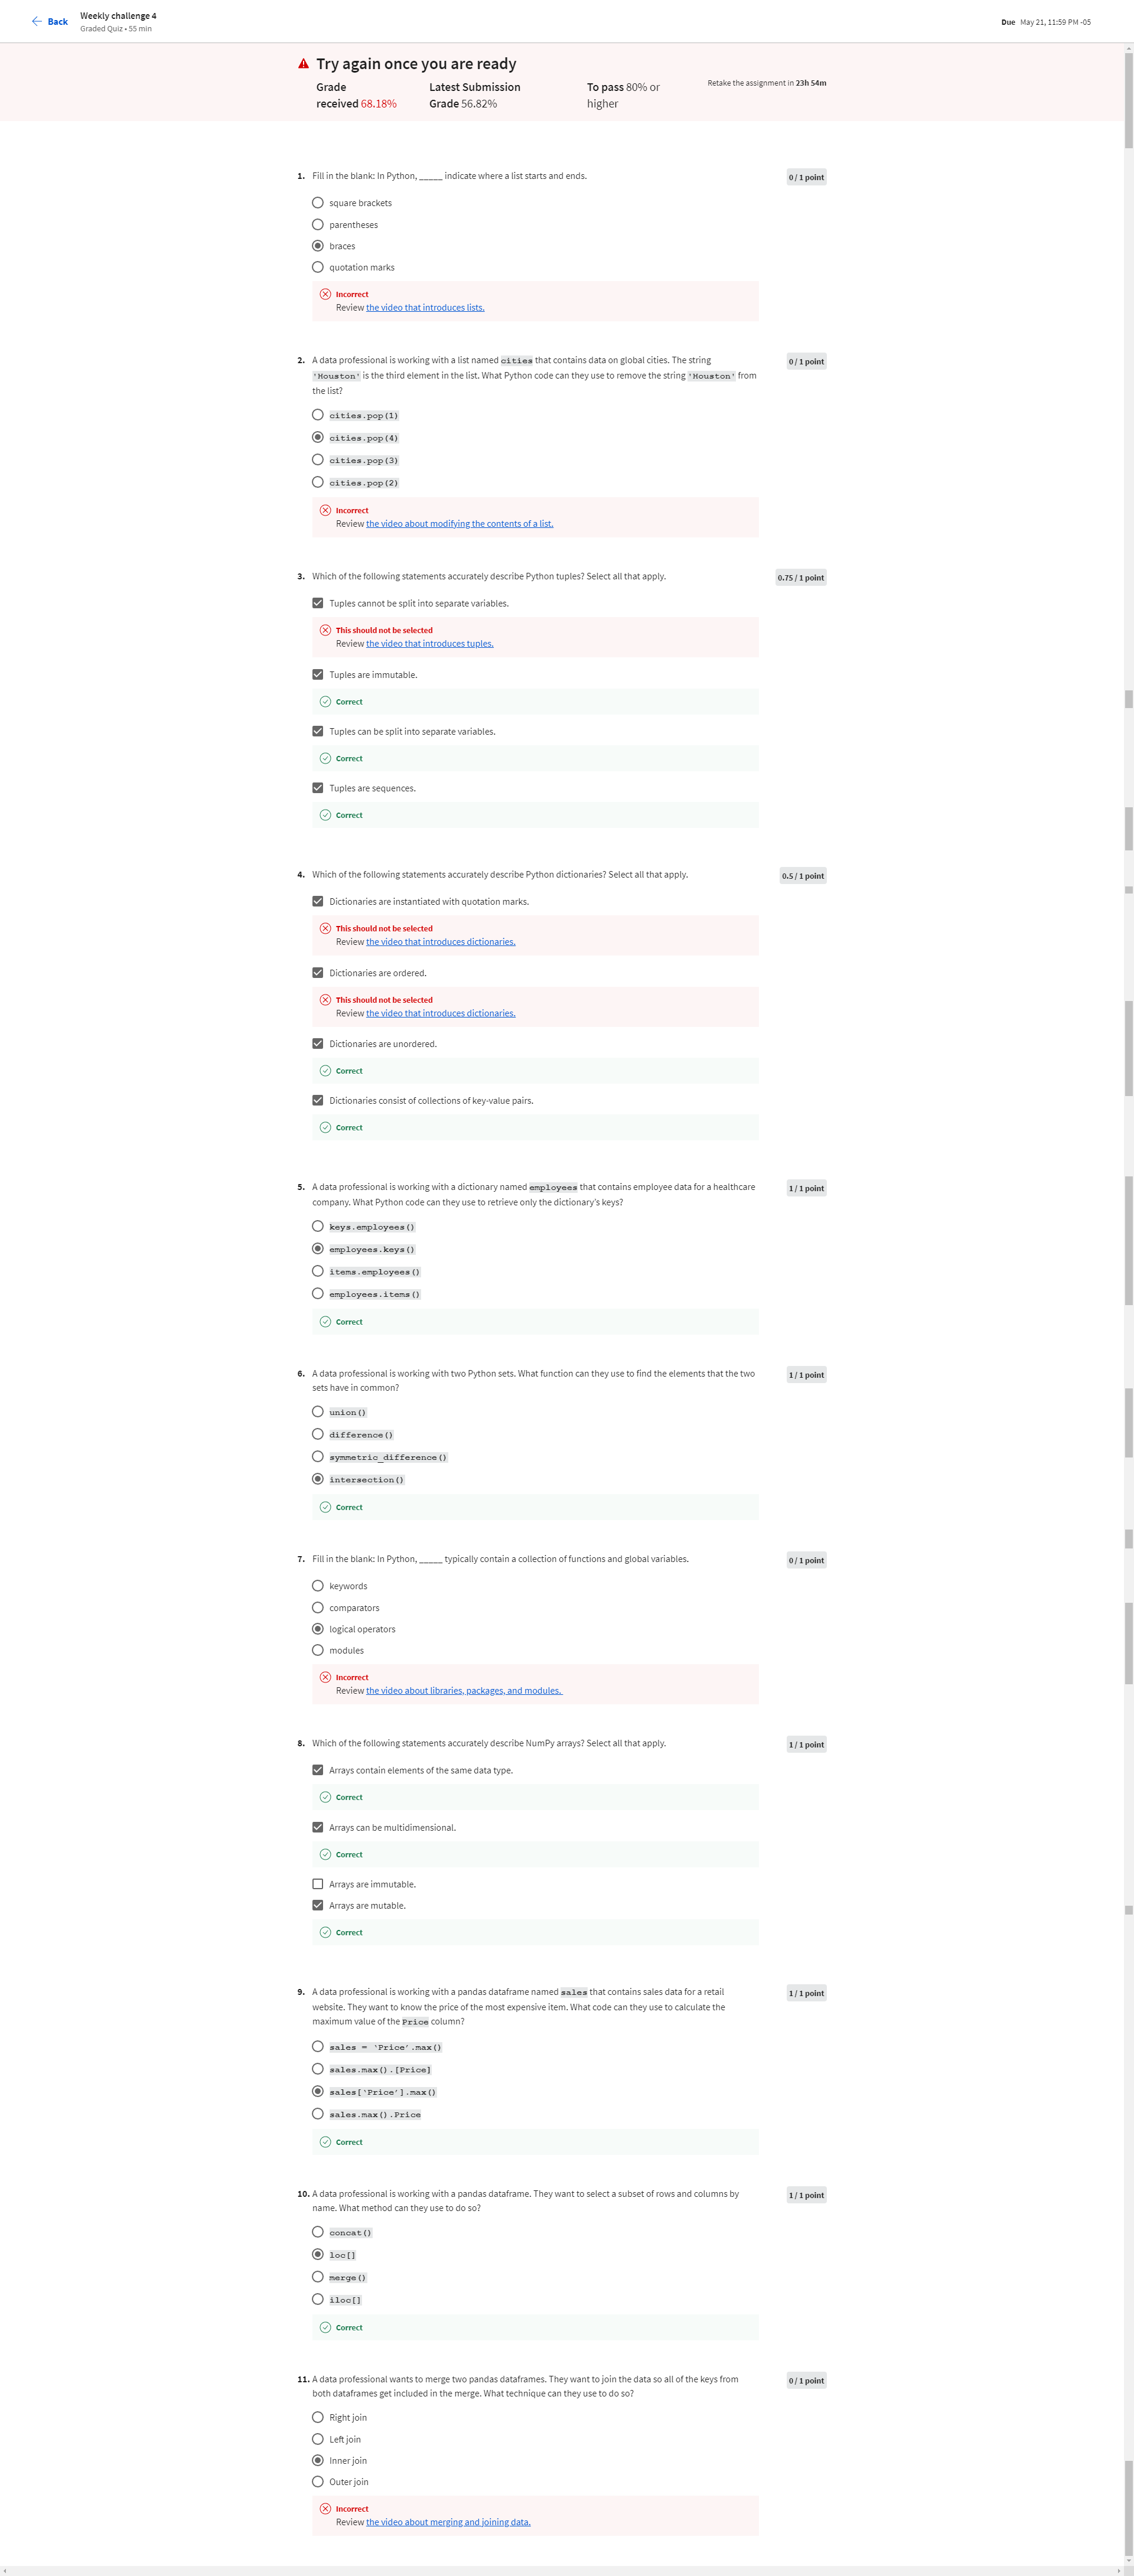 Back
Weekly challenge 4
Graded Quiz • 55 min
Due May 21, 11:59 PM -05
Try again once you are ready
Grade
received 68.18%
Latest Submission
Grade 56.82%
To pass 80% or
higher
Retake the assignment in 23h 54m
1. Fill in the blank: In Python, _____ indicate where a list starts and ends.
0 / 1 point
square brackets
parentheses
braces
quotation marks
Incorrect
Review the video that introduces lists.
2. A data professional is working with a list named cities that contains data on global cities. The string
'Houston' is the third element in the list. What Python code can they use to remove the string 'Houston' from
the list?
0 / 1 point
cities.pop(1)
cities.pop(4)
cities.pop(3)
cities.pop(2)
Incorrect
Review the video about modifying the contents of a list.
3. Which of the following statements accurately describe Python tuples? Select all that apply.
0.75 / 1 point
Tuples cannot be split into separate variables.
This should not be selected
Review the video that introduces tuples.
Tuples are immutable.
Correct
Tuples can be split into separate variables.
Correct
Tuples are sequences.
Correct
4. Which of the following statements accurately describe Python dictionaries? Select all that apply.
0.5 / 1 point
Dictionaries are instantiated with quotation marks.
This should not be selected
Review the video that introduces dictionaries.
Dictionaries are ordered.
This should not be selected
Review the video that introduces dictionaries.
Dictionaries are unordered.
Correct
Dictionaries consist of collections of key-value pairs.
Correct
5. A data professional is working with a dictionary named employees that contains employee data for a healthcare
company. What Python code can they use to retrieve only the dictionary’s keys?
1 / 1 point
keys.employees()
employees.keys()
items.employees()
employees.items()
Correct
6. A data professional is working with two Python sets. What function can they use to find the elements that the two
sets have in common?
1 / 1 point
union()
difference()
symmetric_difference()
intersection()
Correct
7. Fill in the blank: In Python, _____ typically contain a collection of functions and global variables.
0 / 1 point
keywords
comparators
logical operators
modules
Incorrect
Review the video about libraries, packages, and modules.
8. Which of the following statements accurately describe NumPy arrays? Select all that apply.
1 / 1 point
Arrays contain elements of the same data type.
Correct
Arrays can be multidimensional.
Correct
Arrays are immutable.
Arrays are mutable.
Correct
9. A data professional is working with a pandas dataframe named sales that contains sales data for a retail
website. They want to know the price of the most expensive item. What code can they use to calculate the
maximum value of the Price column?
1 / 1 point
sales = ‘Price’.max()
sales.max().[Price]
sales[‘Price’].max()
sales.max().Price
Correct
10. A data professional is working with a pandas dataframe. They want to select a subset of rows and columns by
name. What method can they use to do so?
1 / 1 point
concat()
loc[]
merge()
iloc[]
Correct
11. A data professional wants to merge two pandas dataframes. They want to join the data so all of the keys from
both dataframes get included in the merge. What technique can they use to do so?
0 / 1 point
Right join
Left join
Inner join
Outer join
Incorrect
Review the video about merging and joining data.